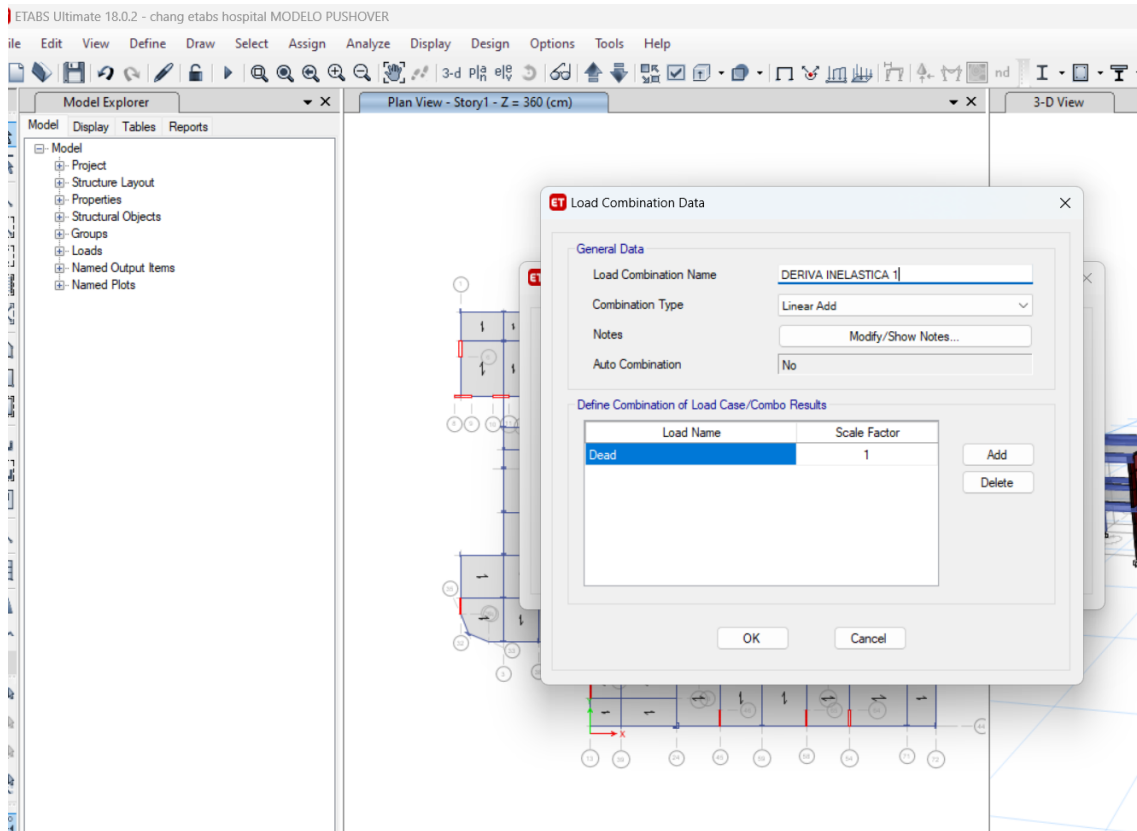 ETABS Ultimate 18.0.2 - chang etabs hospital MODELO PUSHOVER
ile Edit View Define Draw Select Assign Analyze Display Design Options Tools Help
3-d nd
Model Explorer
Plan View - Story1 - Z = 360 (cm)
3-D View
Model Display Tables Reports
Model
Project
Structure Layout
Properties
Structural Objects
Groups
Loads
Named Output Items
Named Plots
Load Combination Data
General Data
Load Combination Name DERIVA INELASTICA 1
Combination Type Linear Add
Notes Modify/Show Notes...
Auto Combination No
Define Combination of Load Case/Combo Results
Load Name Scale Factor
Dead 1
Add
Delete
OK Cancel
X